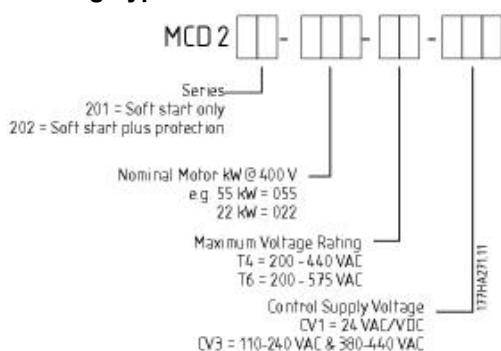 MCD 2 - - -
Series
201 = Soft start only
202 = Soft start plus protection
Nominal Motor kW @ 400 V
e.g. 55 kW = 055
22 kW = 022
Maximum Voltage Rating
T4 = 200 - 440 VAC
T6 = 200 - 575 VAC
Control Supply Voltage
CV1 = 24 VAC/VDC
CV3 = 110-240 VAC & 380-440 VAC
177HA271.11